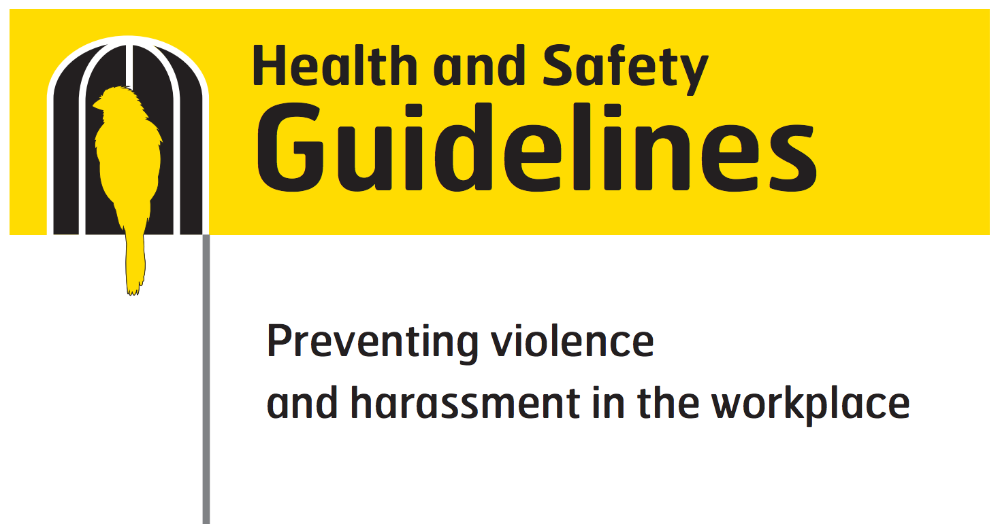 Health and Safety
Guidelines
Preventing violence
and harassment in the workplace